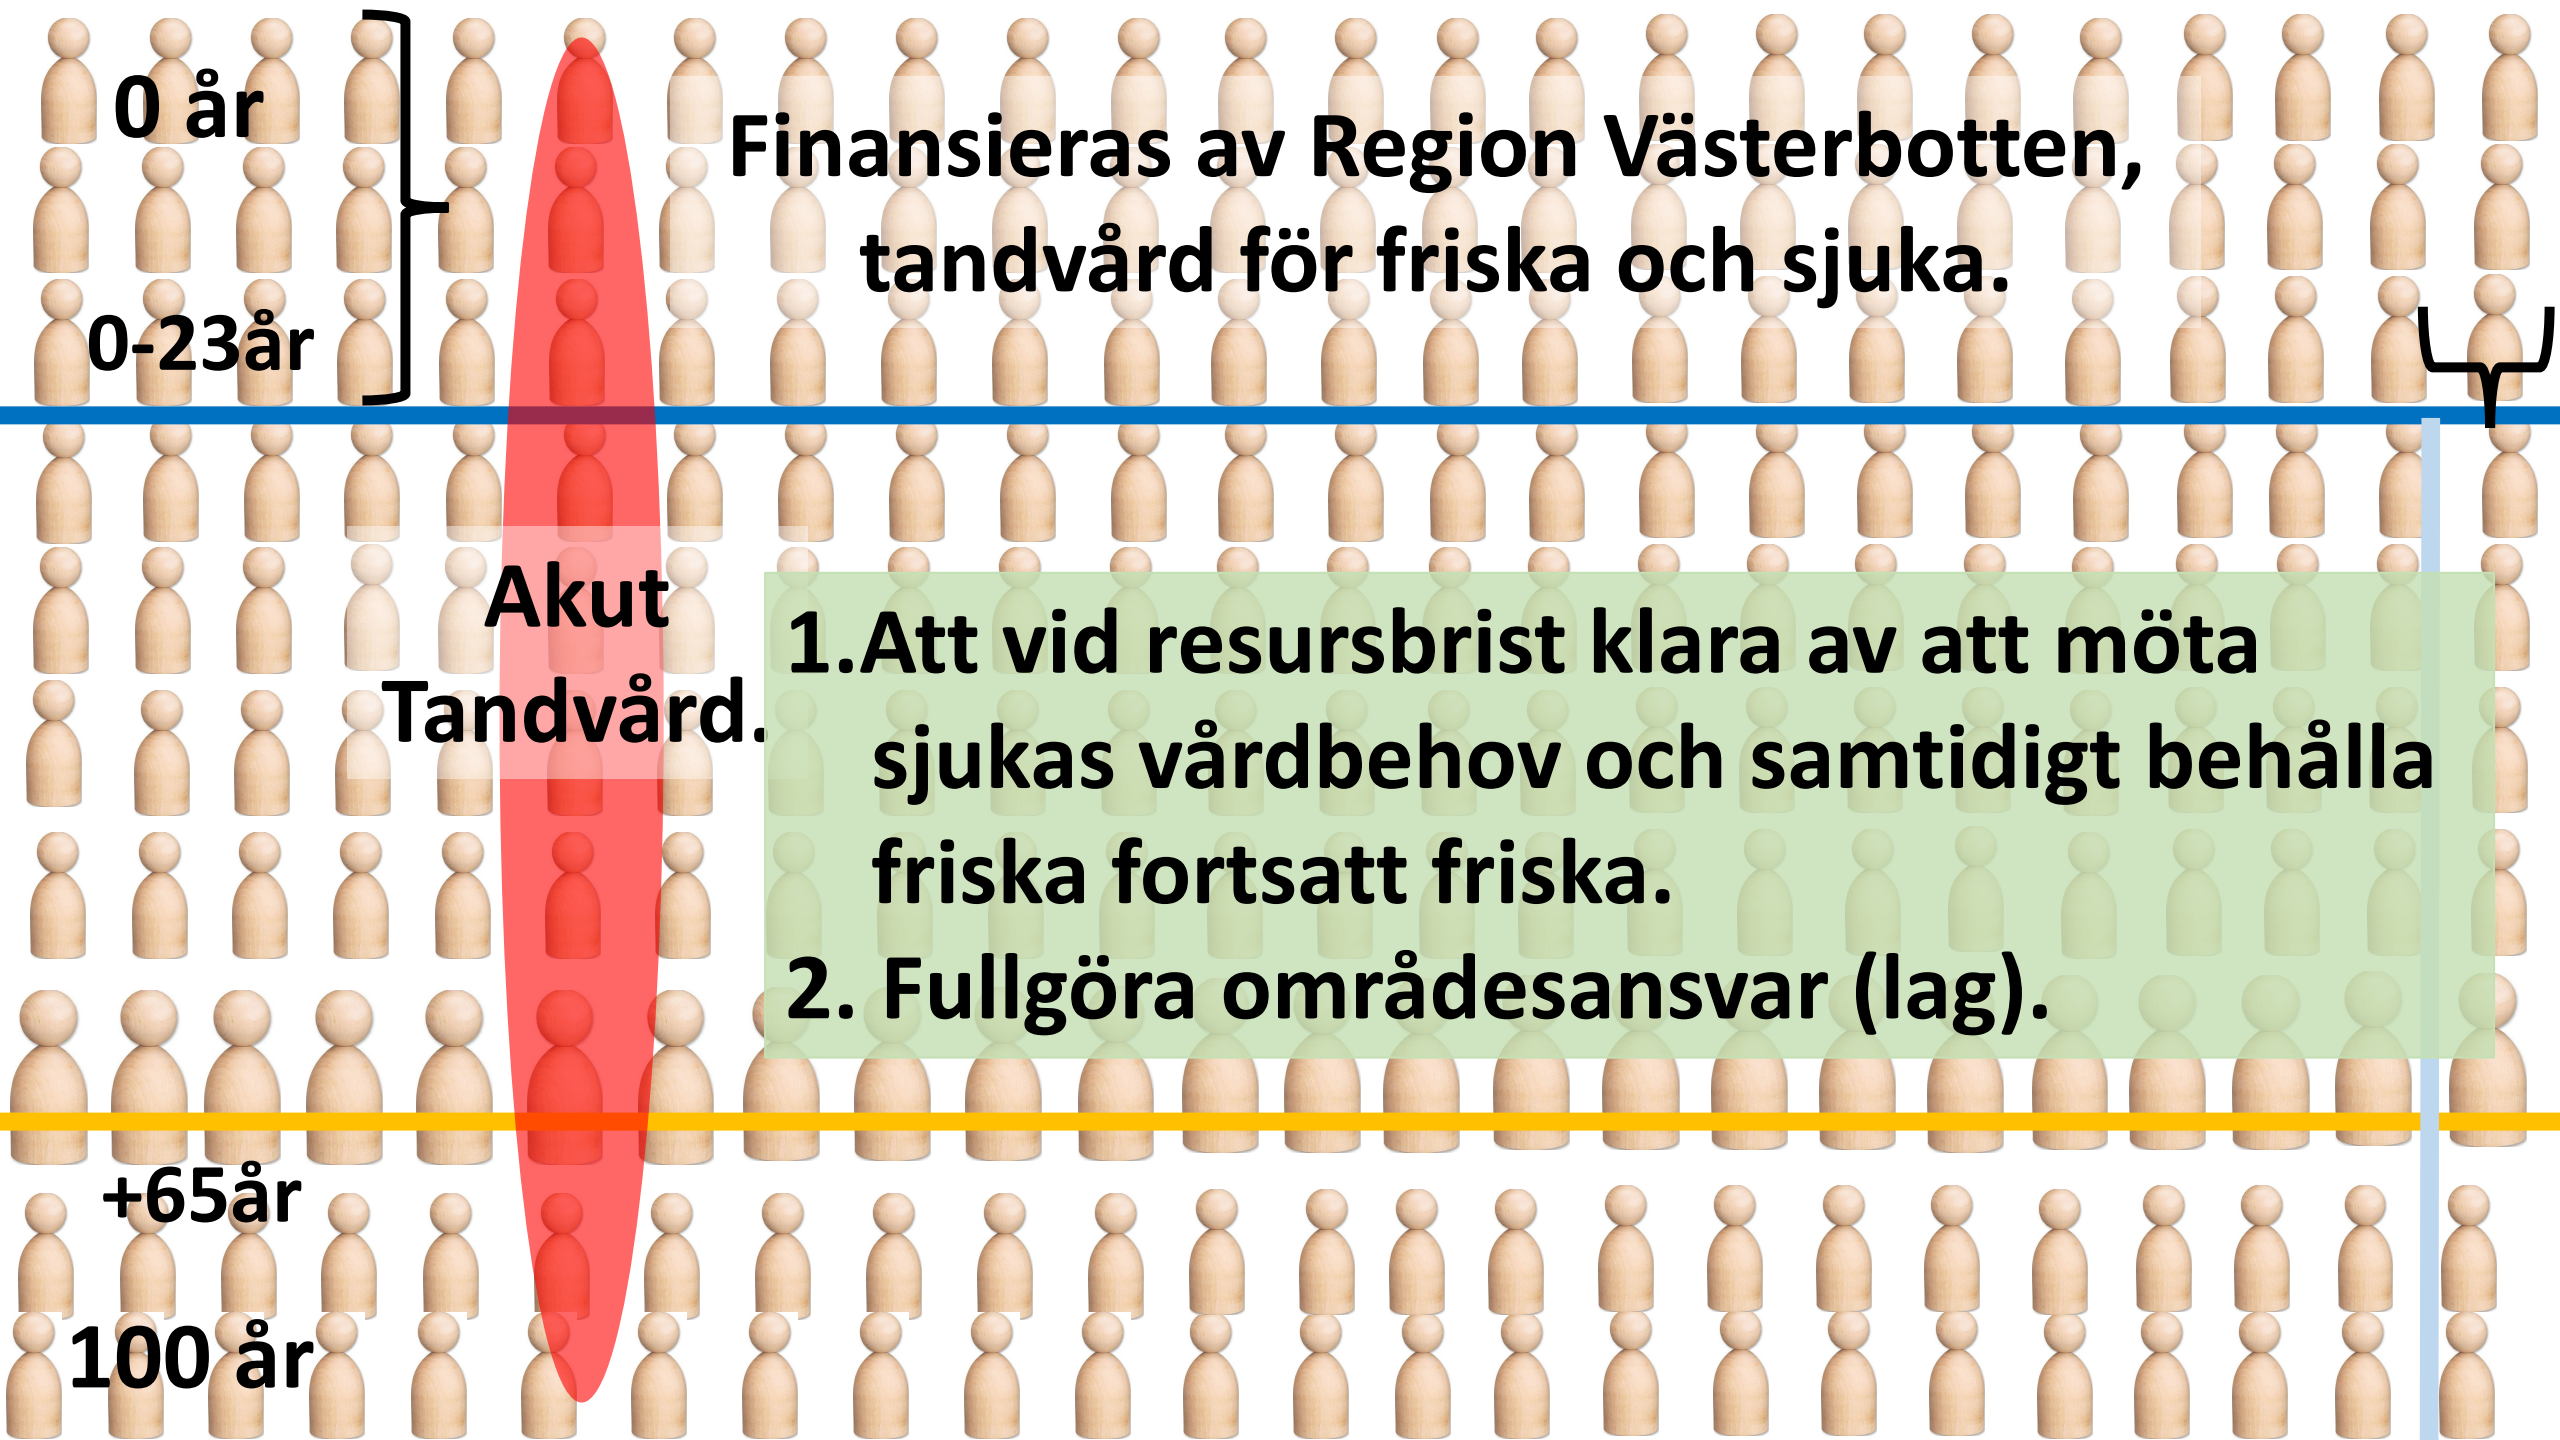 0 år
Finansieras av Region Västerbotten,
tandvård för friska och sjuka.
0-23år
Akut
Tandvård.
1.Att vid resursbrist klara av att möta
sjukas vårdbehov och samtidigt behålla
friska fortsatt friska.
2. Fullgöra områdesansvar (lag).
+65år
100 år